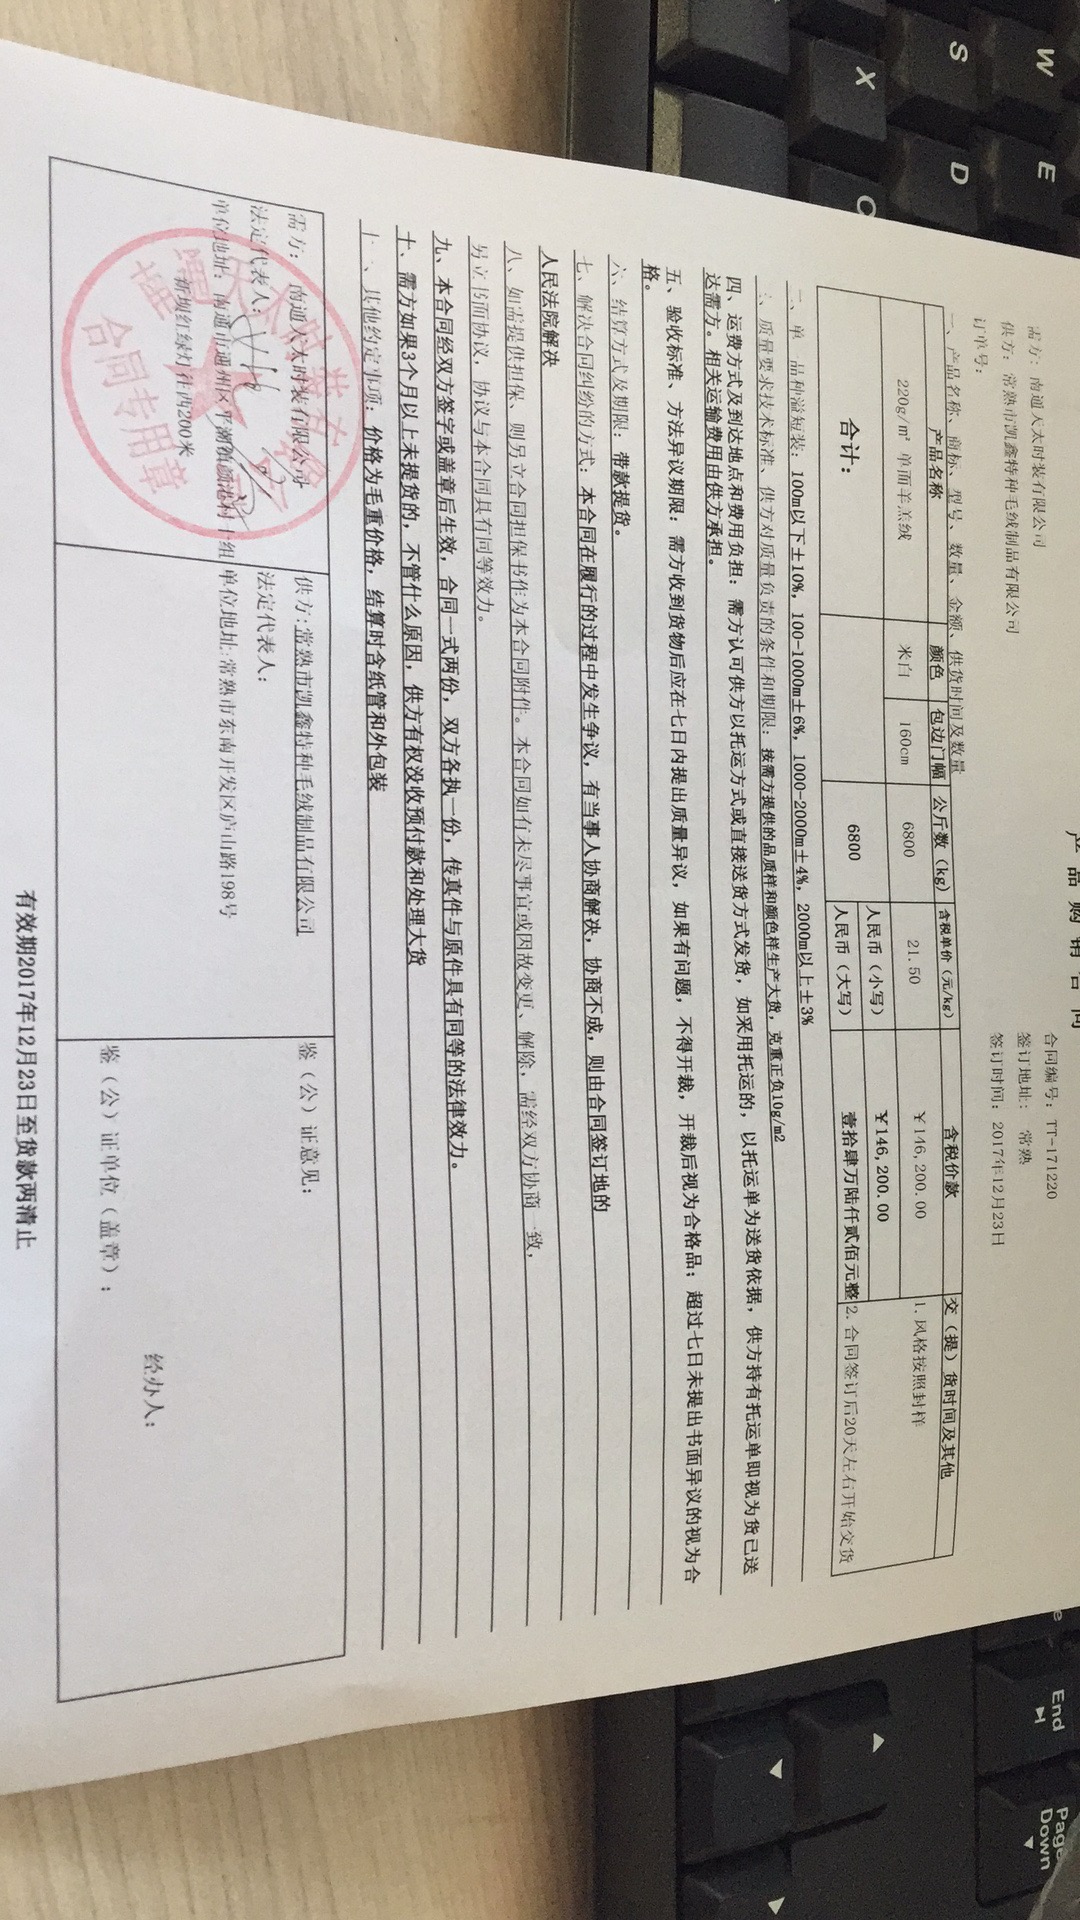 产品购销合同
需方：南通天太时装有限公司
供方：常熟市凯鑫特种毛绒制品有限公司
订单号：
合同编号：TT-171220
签订地址：常熟
签订时间：2017年12月23日
一、产品名称、商标、型号、数量、金额、供货时间及数量
产品名称 颜色 包边门幅 公斤数（kg） 含税单价（元/kg） 含税价款 交（提）货时间及其他
220g/m² 单面羊羔绒 米白 160cm 6800 21.50 ￥146,200.00 1. 风格按照封样
合计： 6800 人民币（小写） ￥146,200.00
人民币（大写） 壹拾肆万陆仟贰佰元整 2. 合同签订后20天左右开始交货
二、单一品种溢短装：100m以下±10%，100-1000m±6%，1000-2000m±4%，2000m以上±3%
三、质量要求技术标准、供方对质量负责的条件和期限：按需方提供的品质样和颜色样生产大货，克重正负10g/m2
四、运费方式及到达地点和费用负担：需方认可供方以托运方式或直接送货方式发货，如采用托运的，以托运单为送货依据，供方持有托运单即视为货已送
达需方。相关运输费用由供方承担。
五、验收标准、方法异议期限：需方收到货物后应在七日内提出质量异议，如果有问题，不得开裁，开裁后视为合格品；超过七日未提出书面异议的视为合
格。
六、结算方式及期限：带款提货。
七、解决合同纠纷的方式：本合同在履行的过程中发生争议，有当事人协商解决，协商不成，则由合同签订地的
人民法院解决
八、如需提供担保、则另立合同担保书作为本合同附件。本合同如有未尽事宜或因故变更、解除，需经双方协商一致，
另立书面协议，协议与本合同具有同等效力。
九、本合同经双方签字或盖章后生效，合同一式两份，双方各执一份，传真件与原件具有同等的法律效力。
十、需方如果3个月以上未提货的，不管什么原因，供方有权没收预付款和处理大货
十一、其他约定事项：价格为毛重价格，结算时含纸管和外包装
需方：南通天太时装有限公司
法定代表人：
单位地址：南通市通州区平潮镇 港村十组
新坝红绿灯往西200米
合同专用章
供方：常熟市凯鑫特种毛绒制品有限公司
法定代表人：
单位地址：常熟市东南开发区庐山路198号
鉴（公）证意见：
鉴（公）证单位（盖章）：
经办人：
有效期2017年12月23日至货款两清止
W
E
S
D
X
C
End
Page
Down